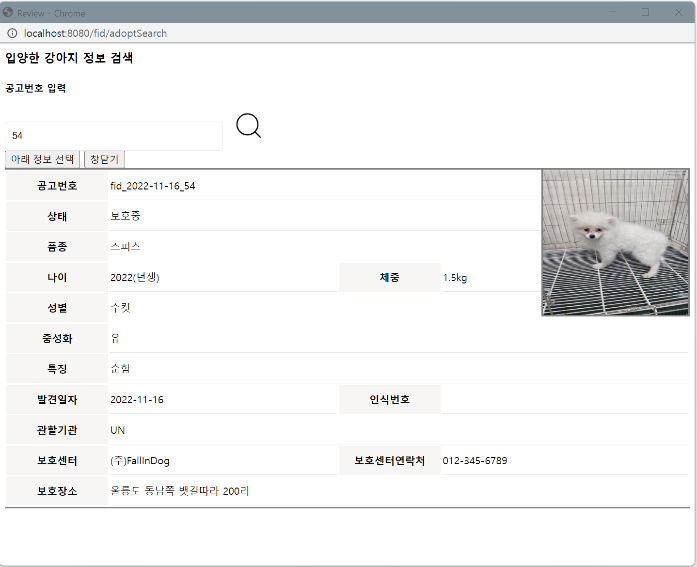 Review - Chrome
localhost:8080/fid/adoptSearch
입양한 강아지 정보 검색
공고번호 입력
54
아래 정보 선택 창닫기
공고번호 fid_2022-11-16_54
상태 보호중
품종 스피츠
나이 2022(년생) 체중 1.5kg
성별 수컷
중성화 유
특징 순함
발견일자 2022-11-16 인식번호
관할기관 UN
보호센터 (주)FallInDog 보호센터연락처 012-345-6789
보호장소 울릉도 동남쪽 뱃길따라 200리